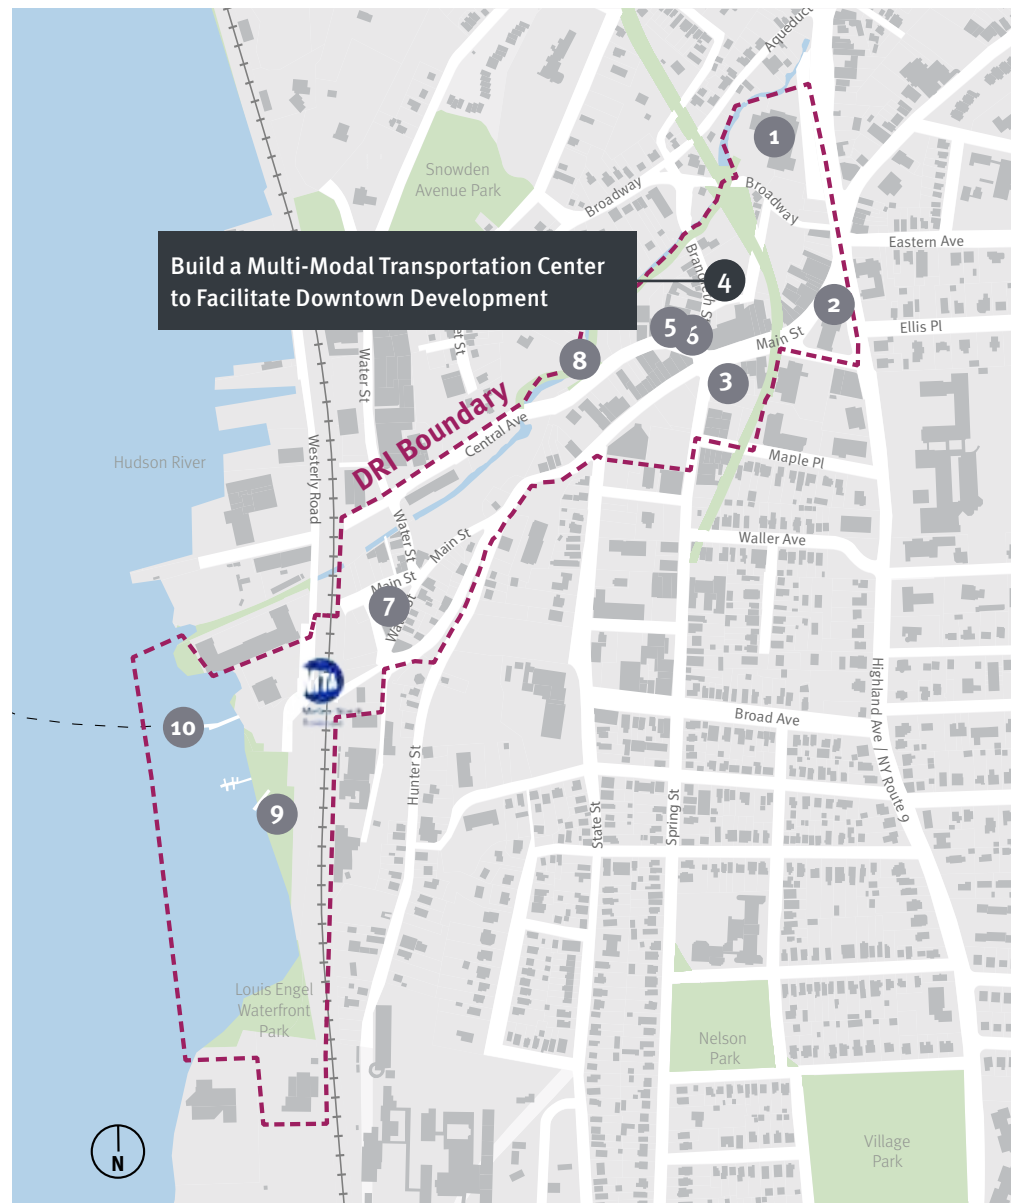 Aqueduct
1
Snowden
Avenue Park
Broadway
Broadway
Eastern Ave
Build a Multi-Modal Transportation Center
to Facilitate Downtown Development
4
2
Ellis Pl
5
6
Main St
8
3
Water St
DRI Boundary
Central Ave
Hudson River
Westerly Road
Maple Pl
Water St
Main St
Waller Ave
Main St
7
MTA
10
Broad Ave
Highland Ave / NY Route 9
Hunter St
9
State St
Spring St
Louis Engel
Waterfront
Park
Nelson
Park
Village
Park
N